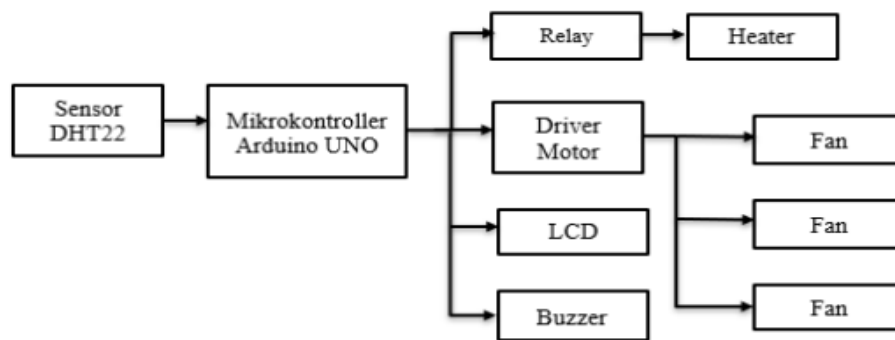 Sensor
DHT22
Mikrokontroller
Arduino UNO
Relay
Heater
Driver
Motor
Fan
LCD
Fan
Buzzer
Fan